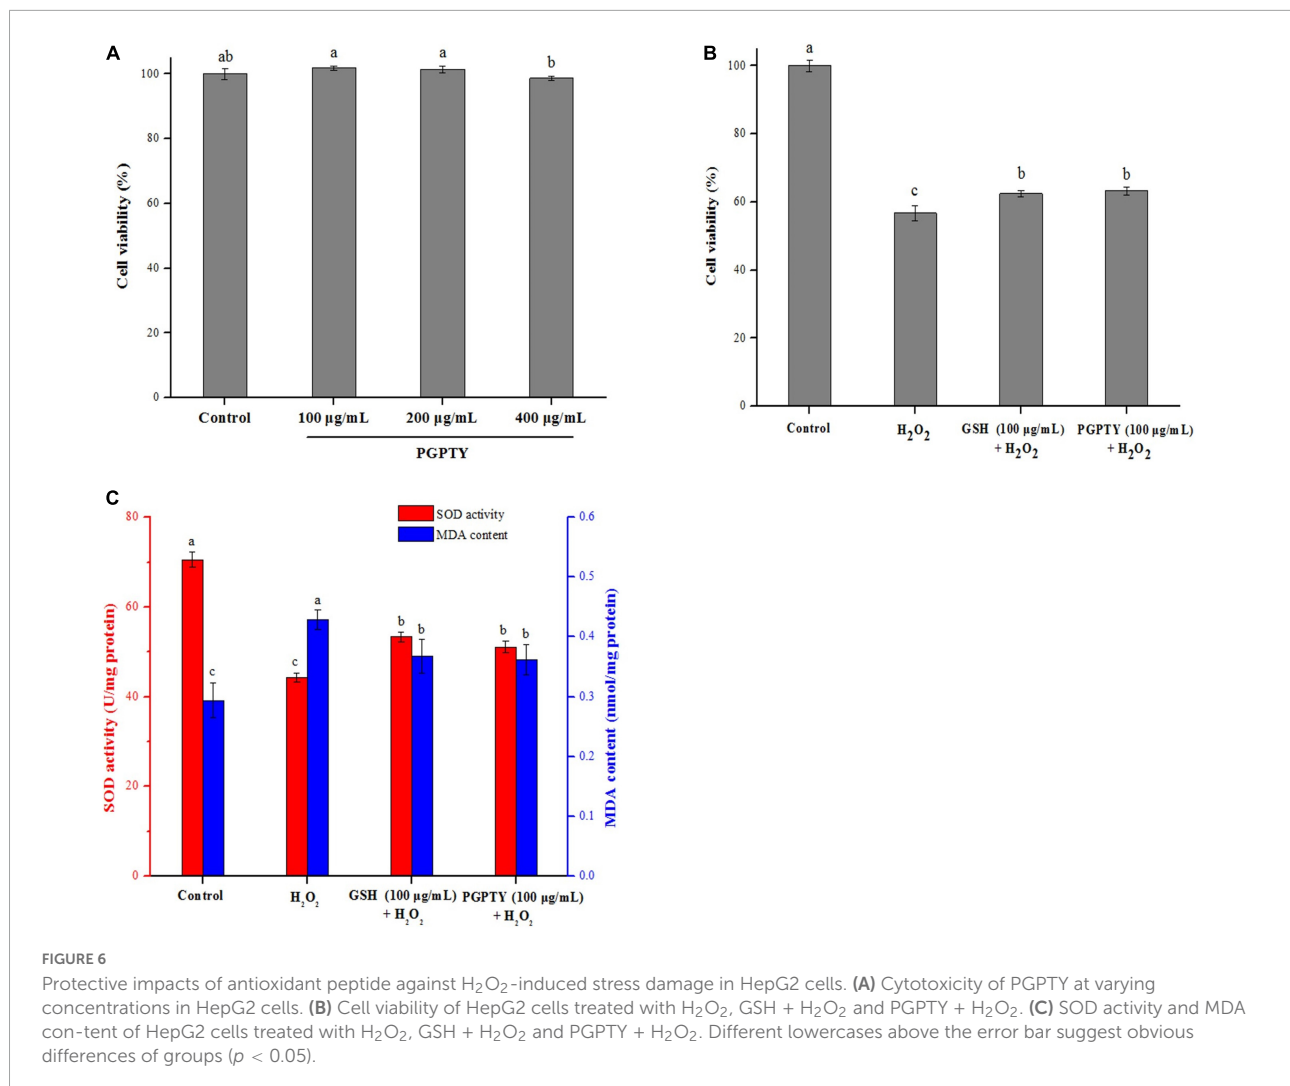 A
ab
a
a
b
100
80
60
40
20
0
Cell viability (%)
Control
100 μg/mL
200 μg/mL
400 μg/mL
PGPTY
B
a
c
b
b
100
80
60
40
20
0
Cell viability (%)
Control
H₂O₂
GSH (100 μg/mL)
+ H₂O₂
PGPTY (100 μg/mL)
+ H₂O₂
C
SOD activity
MDA content
80
60
40
20
0
SOD activity (U/mg protein)
a
c
c
a
b
b
b
b
0.6
0.5
0.4
0.3
0.2
0.1
0.0
MDA content (nmol/mg protein)
Control
H₂O₂
GSH (100 μg/mL)
+ H₂O₂
PGPTY (100 μg/mL)
+ H₂O₂
FIGURE 6
Protective impacts of antioxidant peptide against H₂O₂-induced stress damage in HepG2 cells. (A) Cytotoxicity of PGPTY at varying
concentrations in HepG2 cells. (B) Cell viability of HepG2 cells treated with H₂O₂, GSH + H₂O₂ and PGPTY + H₂O₂. (C) SOD activity and MDA
con-tent of HepG2 cells treated with H₂O₂, GSH + H₂O₂ and PGPTY + H₂O₂. Different lowercases above the error bar suggest obvious
differences of groups (p < 0.05).